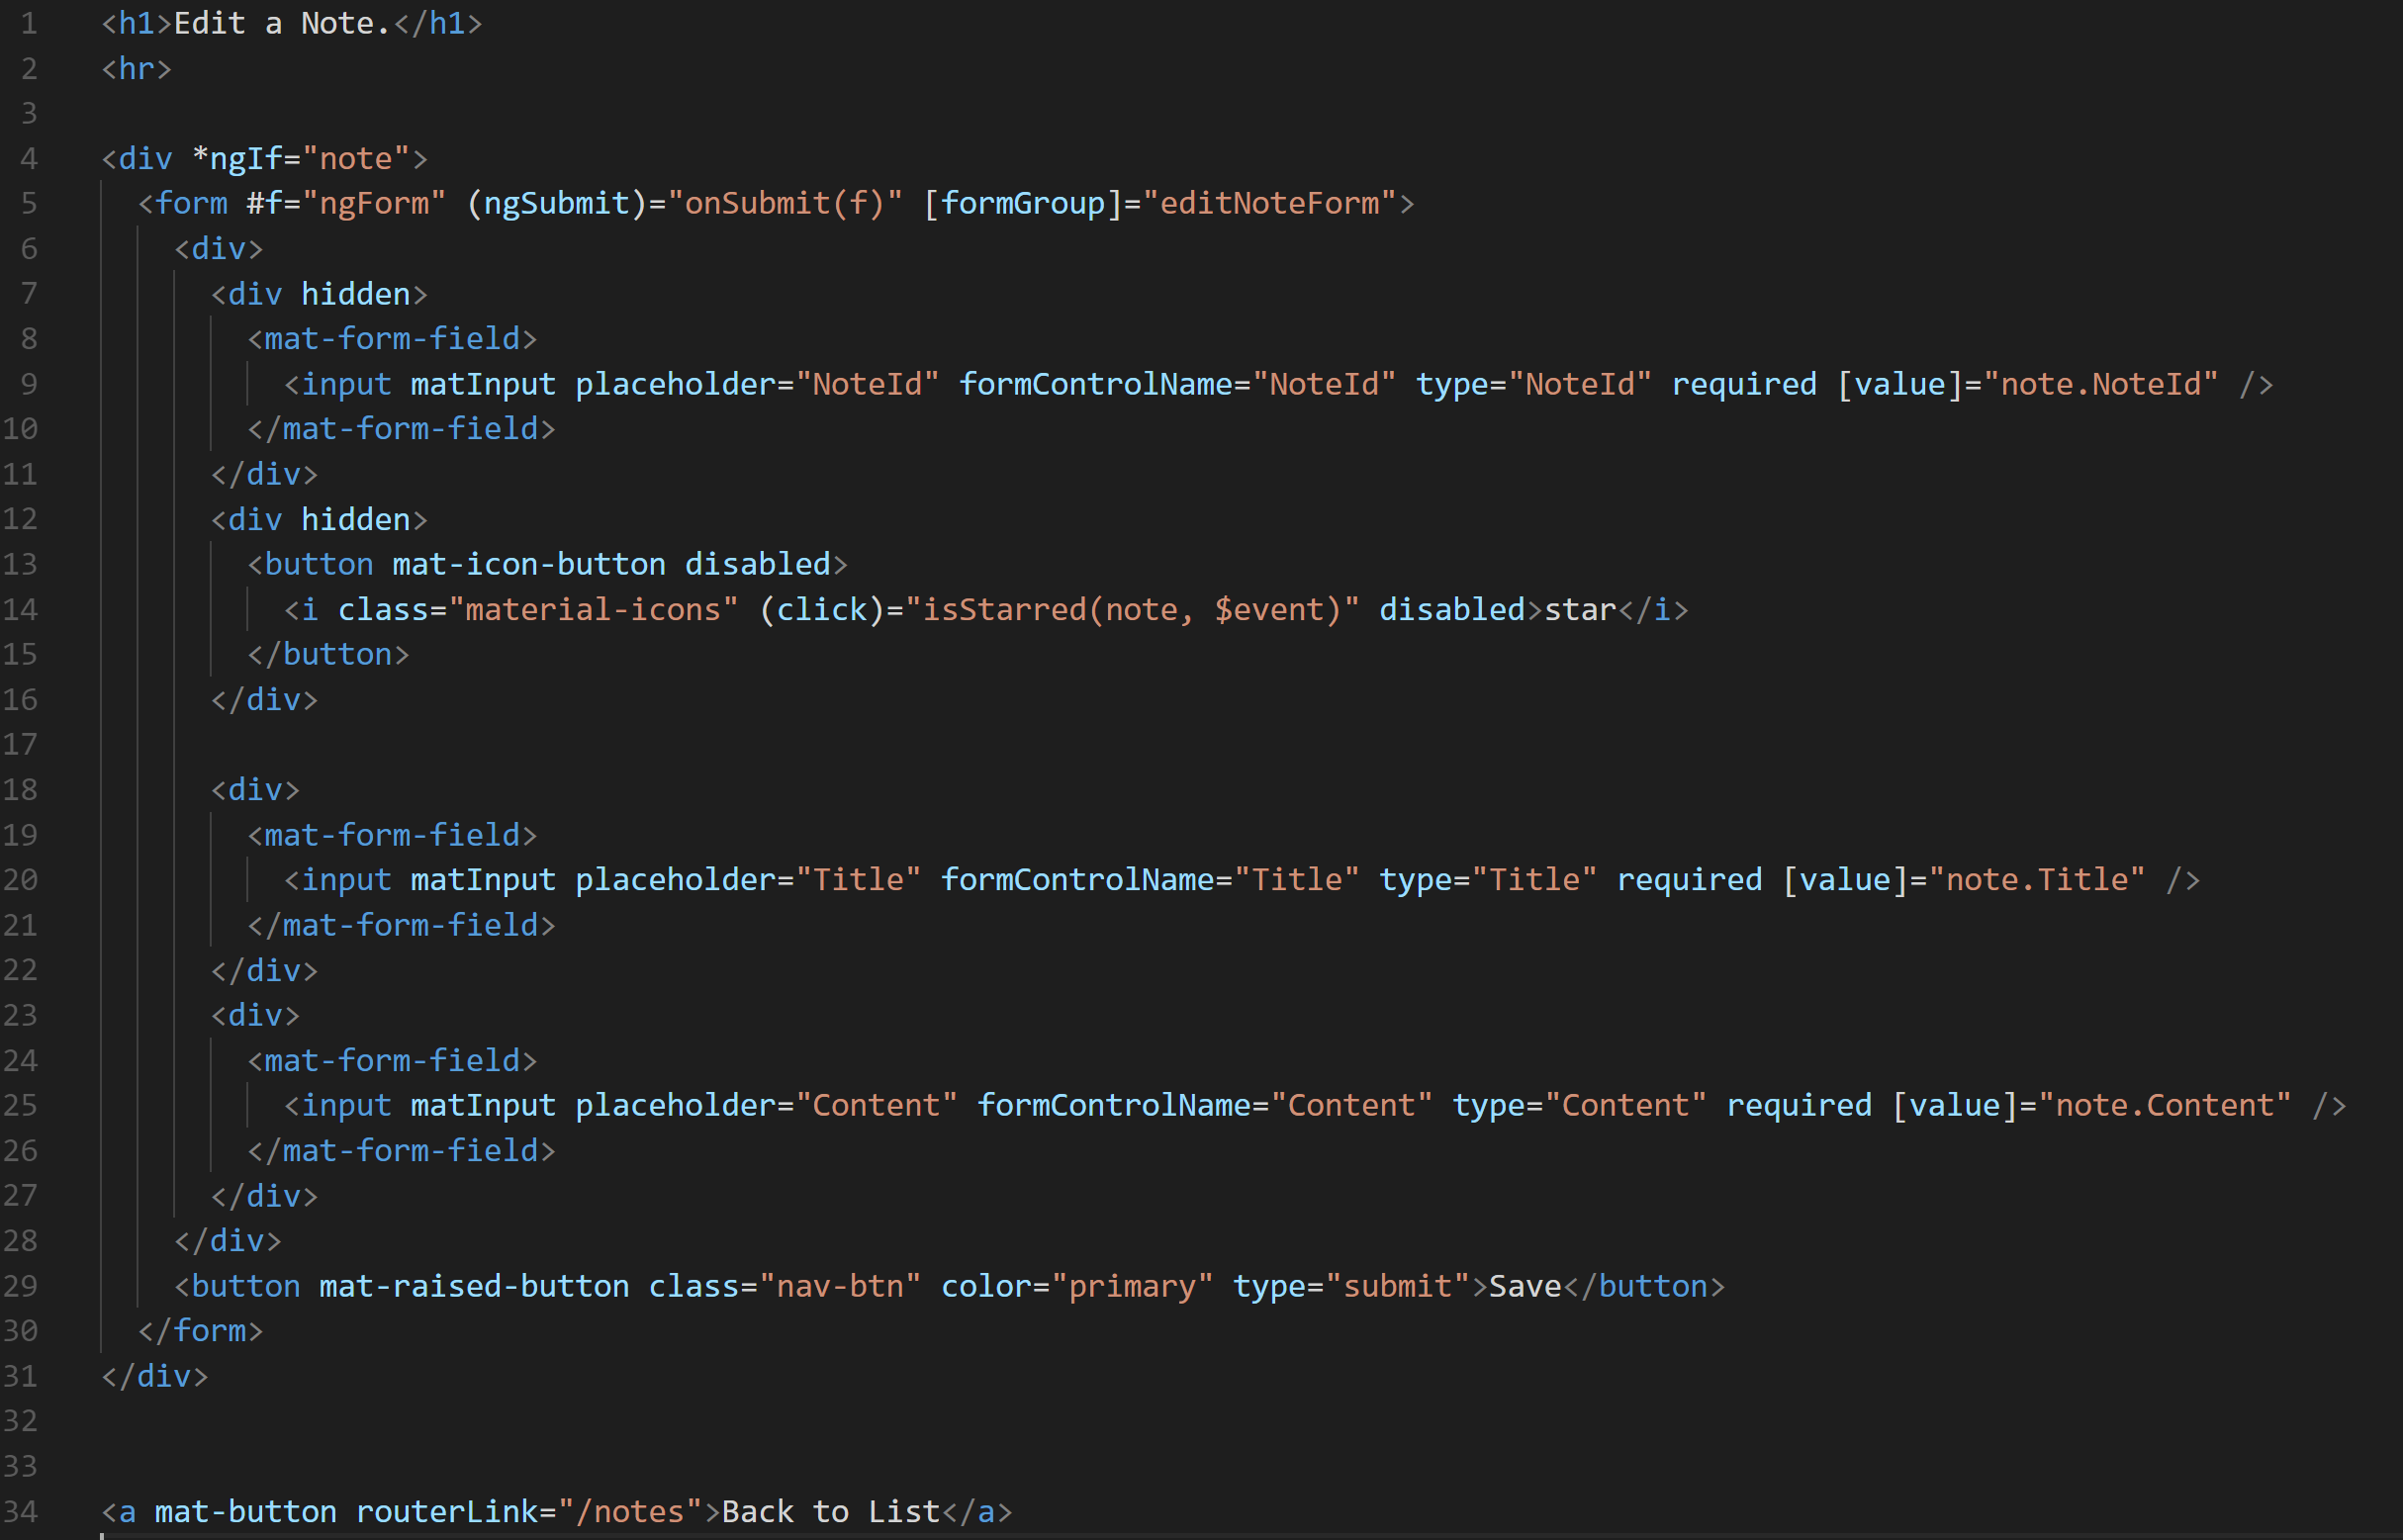 1 <h1>Edit a Note.</h1>
2 <hr>
3
4 <div *ngIf="note">
5   <form #f="ngForm" (ngSubmit)="onSubmit(f)" [formGroup]="editNoteForm">
6     <div>
7       <div hidden>
8         <mat-form-field>
9           <input matInput placeholder="NoteId" formControlName="NoteId" type="NoteId" required [value]="note.NoteId" />
10         </mat-form-field>
11       </div>
12       <div hidden>
13         <button mat-icon-button disabled>
14           <i class="material-icons" (click)="isStarred(note, $event)" disabled>star</i>
15         </button>
16       </div>
17
18       <div>
19         <mat-form-field>
20           <input matInput placeholder="Title" formControlName="Title" type="Title" required [value]="note.Title" />
21         </mat-form-field>
22       </div>
23       <div>
24         <mat-form-field>
25           <input matInput placeholder="Content" formControlName="Content" type="Content" required [value]="note.Content" />
26         </mat-form-field>
27       </div>
28     </div>
29     <button mat-raised-button class="nav-btn" color="primary" type="submit">Save</button>
30   </form>
31 </div>
32
33
34 <a mat-button routerLink="/notes">Back to List</a>